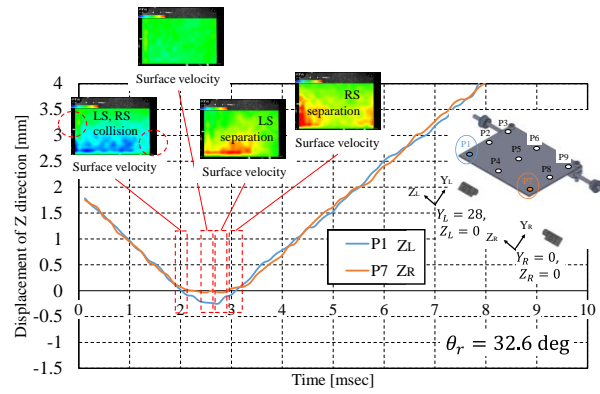 Surface velocity
LS, RS
collision
Surface velocity
LS
separation
Surface velocity
RS
separation
Surface velocity
Displacement of Z direction [mm]
4
3.5
3
2.5
2
1.5
1
0.5
0
-0.5
-1
-1.5
0 1 2 3 4 5 6 7 8 9 10
Time [msec]
P1 ZL
P7 ZR
P1
P2
P3
P4
P5
P6
P7
P8
P9
ZL
YL
YL = 28,
ZL = 0
ZR
YR
YR = 0,
ZR = 0
θr = 32.6 deg